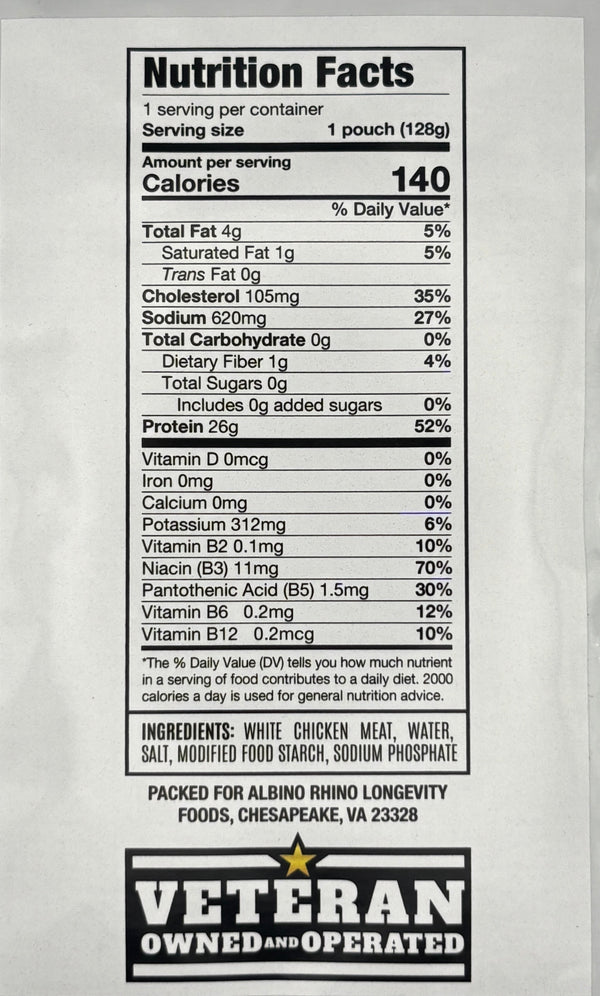 Nutrition Facts
1 serving per container
Serving size 1 pouch (128g)
Amount per serving
Calories 140
% Daily Value*
Total Fat 4g 5%
Saturated Fat 1g 5%
Trans Fat 0g
Cholesterol 105mg 35%
Sodium 620mg 27%
Total Carbohydrate 0g 0%
Dietary Fiber 1g 4%
Total Sugars 0g
Includes 0g added sugars 0%
Protein 26g 52%
Vitamin D 0mcg 0%
Iron 0mg 0%
Calcium 0mg 0%
Potassium 312mg 6%
Vitamin B2 0.1mg 10%
Niacin (B3) 11mg 70%
Pantothenic Acid (B5) 1.5mg 30%
Vitamin B6 0.2mg 12%
Vitamin B12 0.2mcg 10%
*The % Daily Value (DV) tells you how much nutrient
in a serving of food contributes to a daily diet. 2000
calories a day is used for general nutrition advice.
INGREDIENTS: WHITE CHICKEN MEAT, WATER,
SALT, MODIFIED FOOD STARCH, SODIUM PHOSPHATE
PACKED FOR ALBINO RHINO LONGEVITY
FOODS, CHESAPEAKE, VA 23328
VETERAN
OWNED AND OPERATED